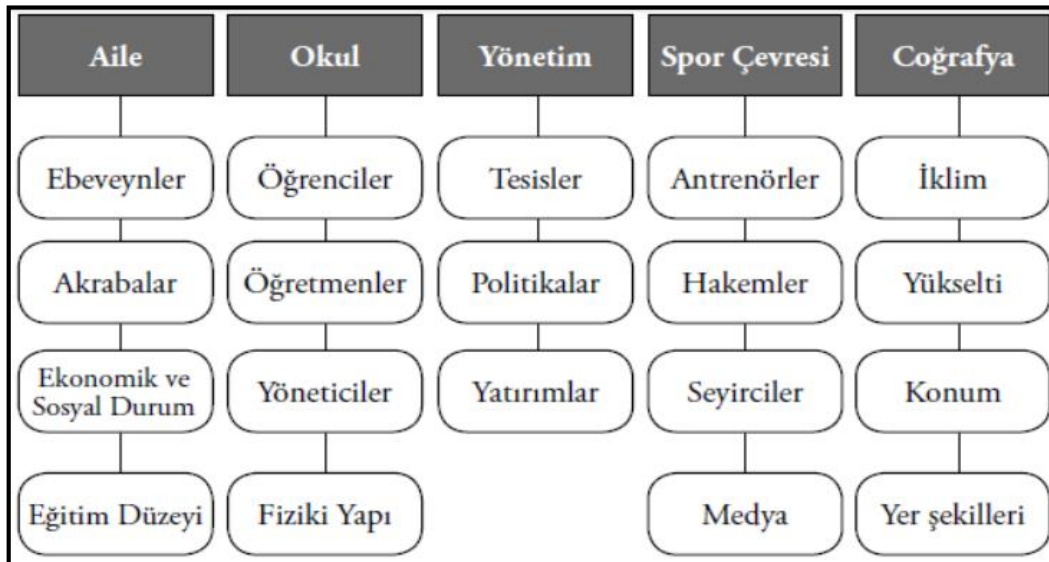 Aile
Okul
Yönetim
Spor Çevresi
Coğrafya
Ebeveynler
Öğrenciler
Tesisler
Antrenörler
İklim
Akrabalar
Öğretmenler
Politikalar
Hakemler
Yükselti
Ekonomik ve
Sosyal Durum
Yöneticiler
Yatırımlar
Seyirciler
Konum
Eğitim Düzeyi
Fiziki Yapı
Medya
Yer şekilleri